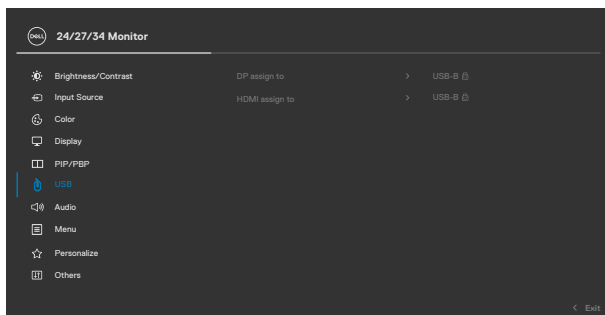 DELL
24/27/34 Monitor
Brightness/Contrast
DP assign to > USB-B
Input Source
HDMI assign to > USB-B
Color
Display
PIP/PBP
USB
Audio
Menu
Personalize
Others
< Exit